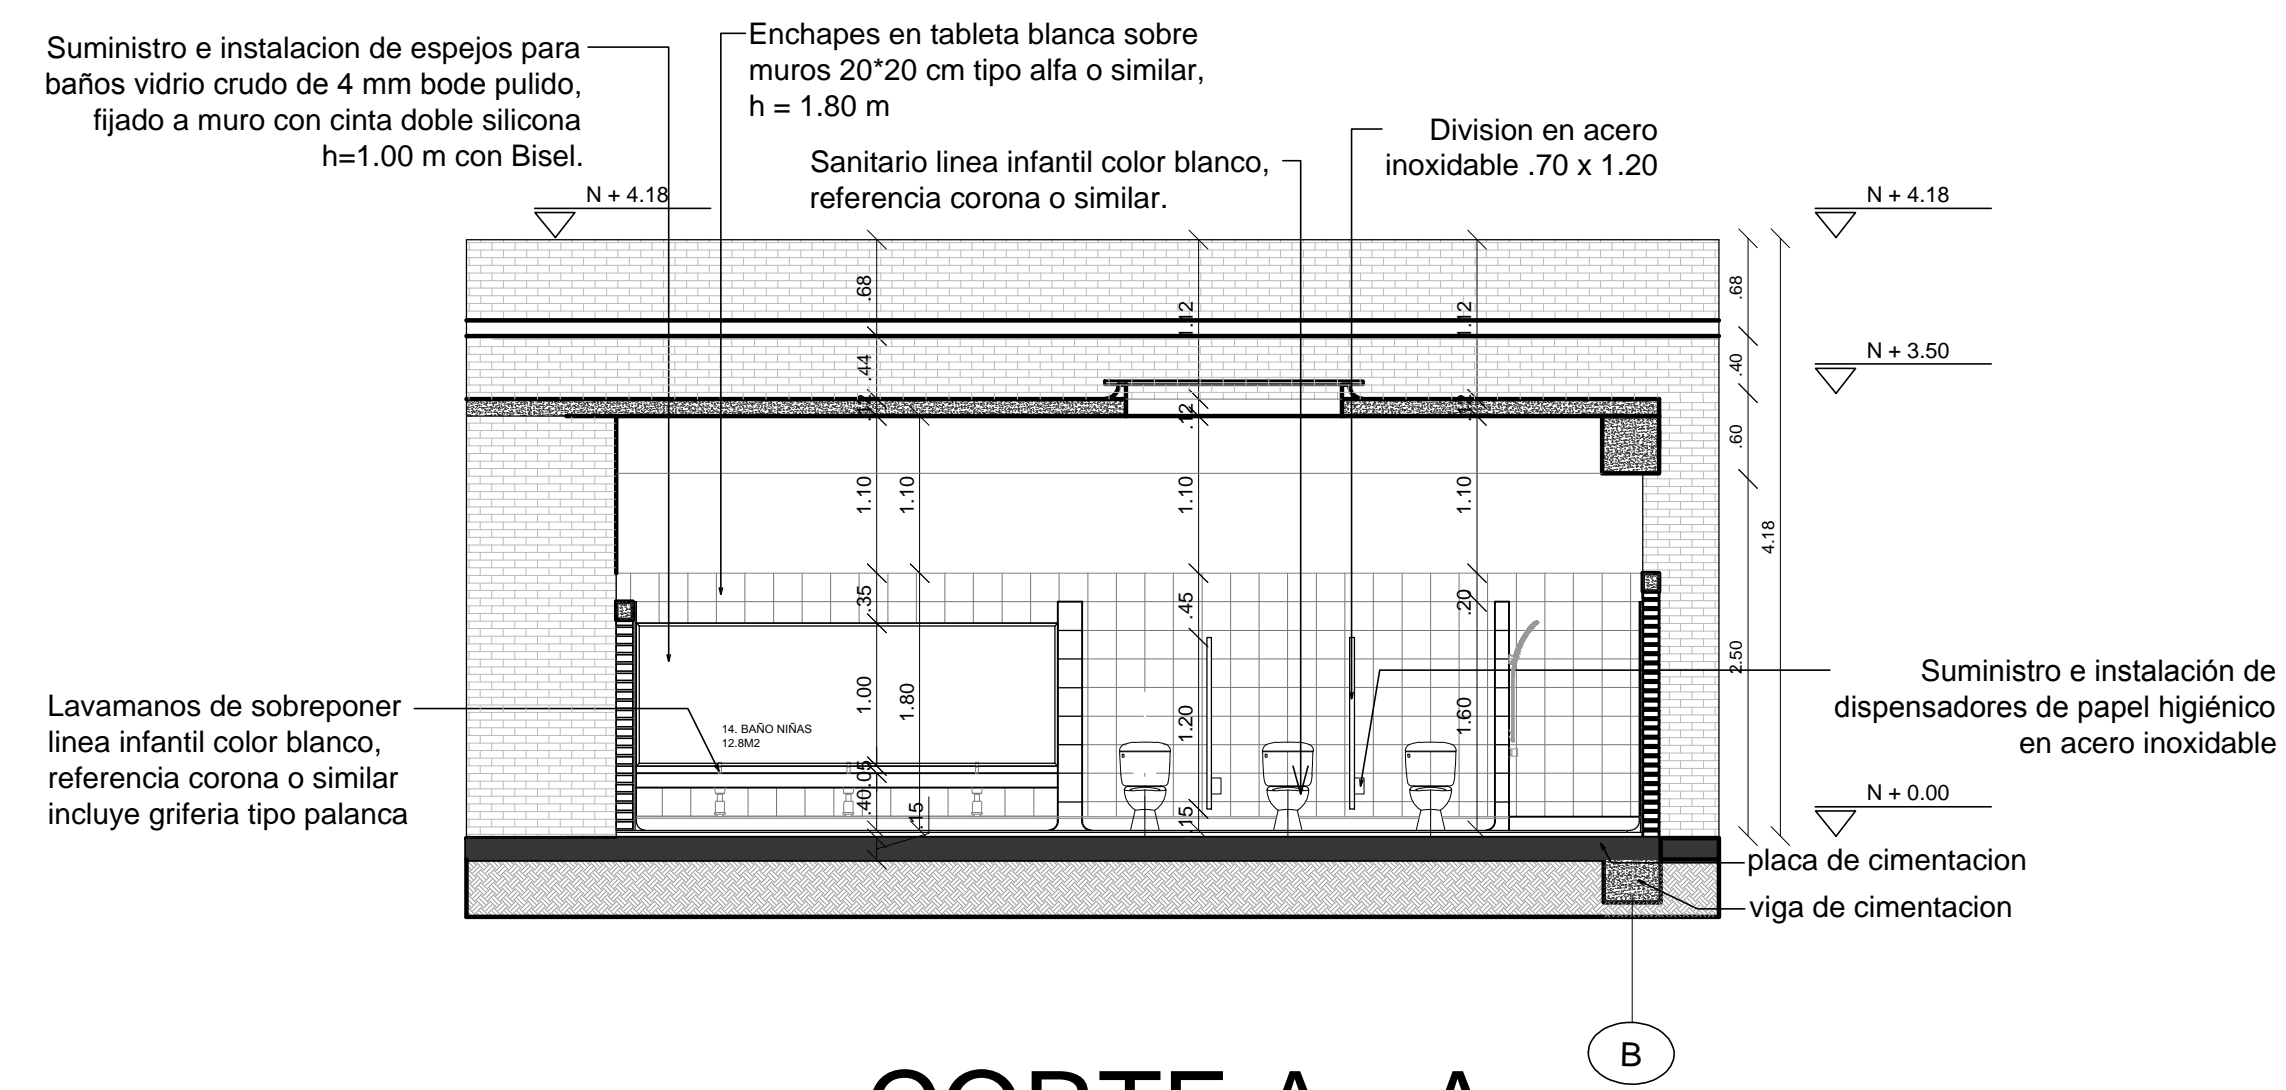 Suministro e instalacion de espejos para
baños vidrio crudo de 4 mm bode pulido,
fijado a muro con cinta doble silicona
h=1.00 m con Bisel.
Enchapes en tableta blanca sobre
muros 20*20 cm tipo alfa o similar,
h = 1.80 m
Sanitario linea infantil color blanco,
referencia corona o similar.
Division en acero
inoxidable .70 x 1.20
N + 4.18
N + 4.18
.68
1.12
1.12
.68
.44
.40
N + 3.50
.12
.12
.12
.60
1.10
1.10
1.10
1.10
4.18
.35
.45
.20
2.50
1.00
1.80
1.20
1.60
14. BAÑO NIÑAS
12.8M2
.05
.40
.15
.15
Lavamanos de sobreponer
linea infantil color blanco,
referencia corona o similar
incluye griferia tipo palanca
Suministro e instalación de
dispensadores de papel higiénico
en acero inoxidable
N + 0.00
placa de cimentacion
viga de cimentacion
B
CORTE A - A